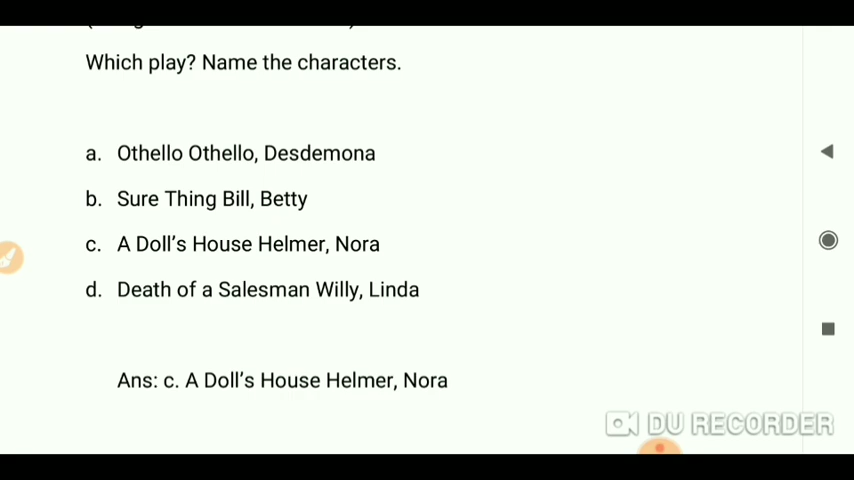 Which play? Name the characters.
a. Othello Othello, Desdemona
b. Sure Thing Bill, Betty
c. A Doll’s House Helmer, Nora
d. Death of a Salesman Willy, Linda
Ans: c. A Doll’s House Helmer, Nora
DU RECORDER